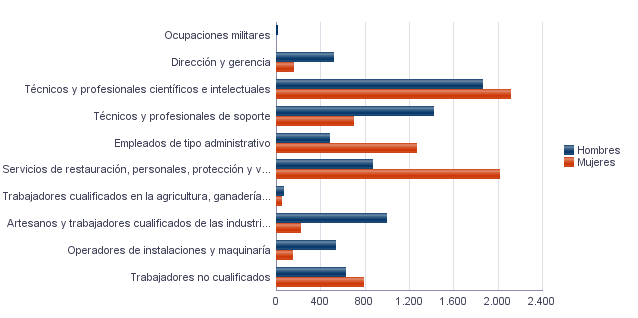 Ocupaciones militares
Dirección y gerencia
Técnicos y profesionales científicos e intelectuales
Técnicos y profesionales de soporte
Empleados de tipo administrativo
Servicios de restauración, personales, protección y v...
Trabajadores cualificados en la agricultura, ganadería...
Artesanos y trabajadores cualificados de las industri...
Operadores de instalaciones y maquinaría
Trabajadores no cualificados
0 400 800 1.200 1.600 2.000 2.400
Hombres
Mujeres